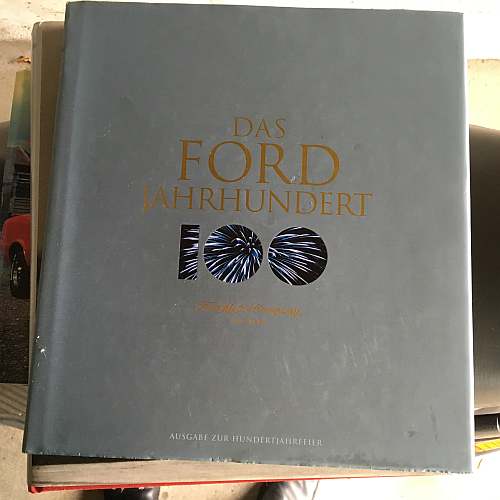 DAS
FORD
JAHRHUNDERT
100
AUSGABE ZUR HUNDERTJAHRFEIER